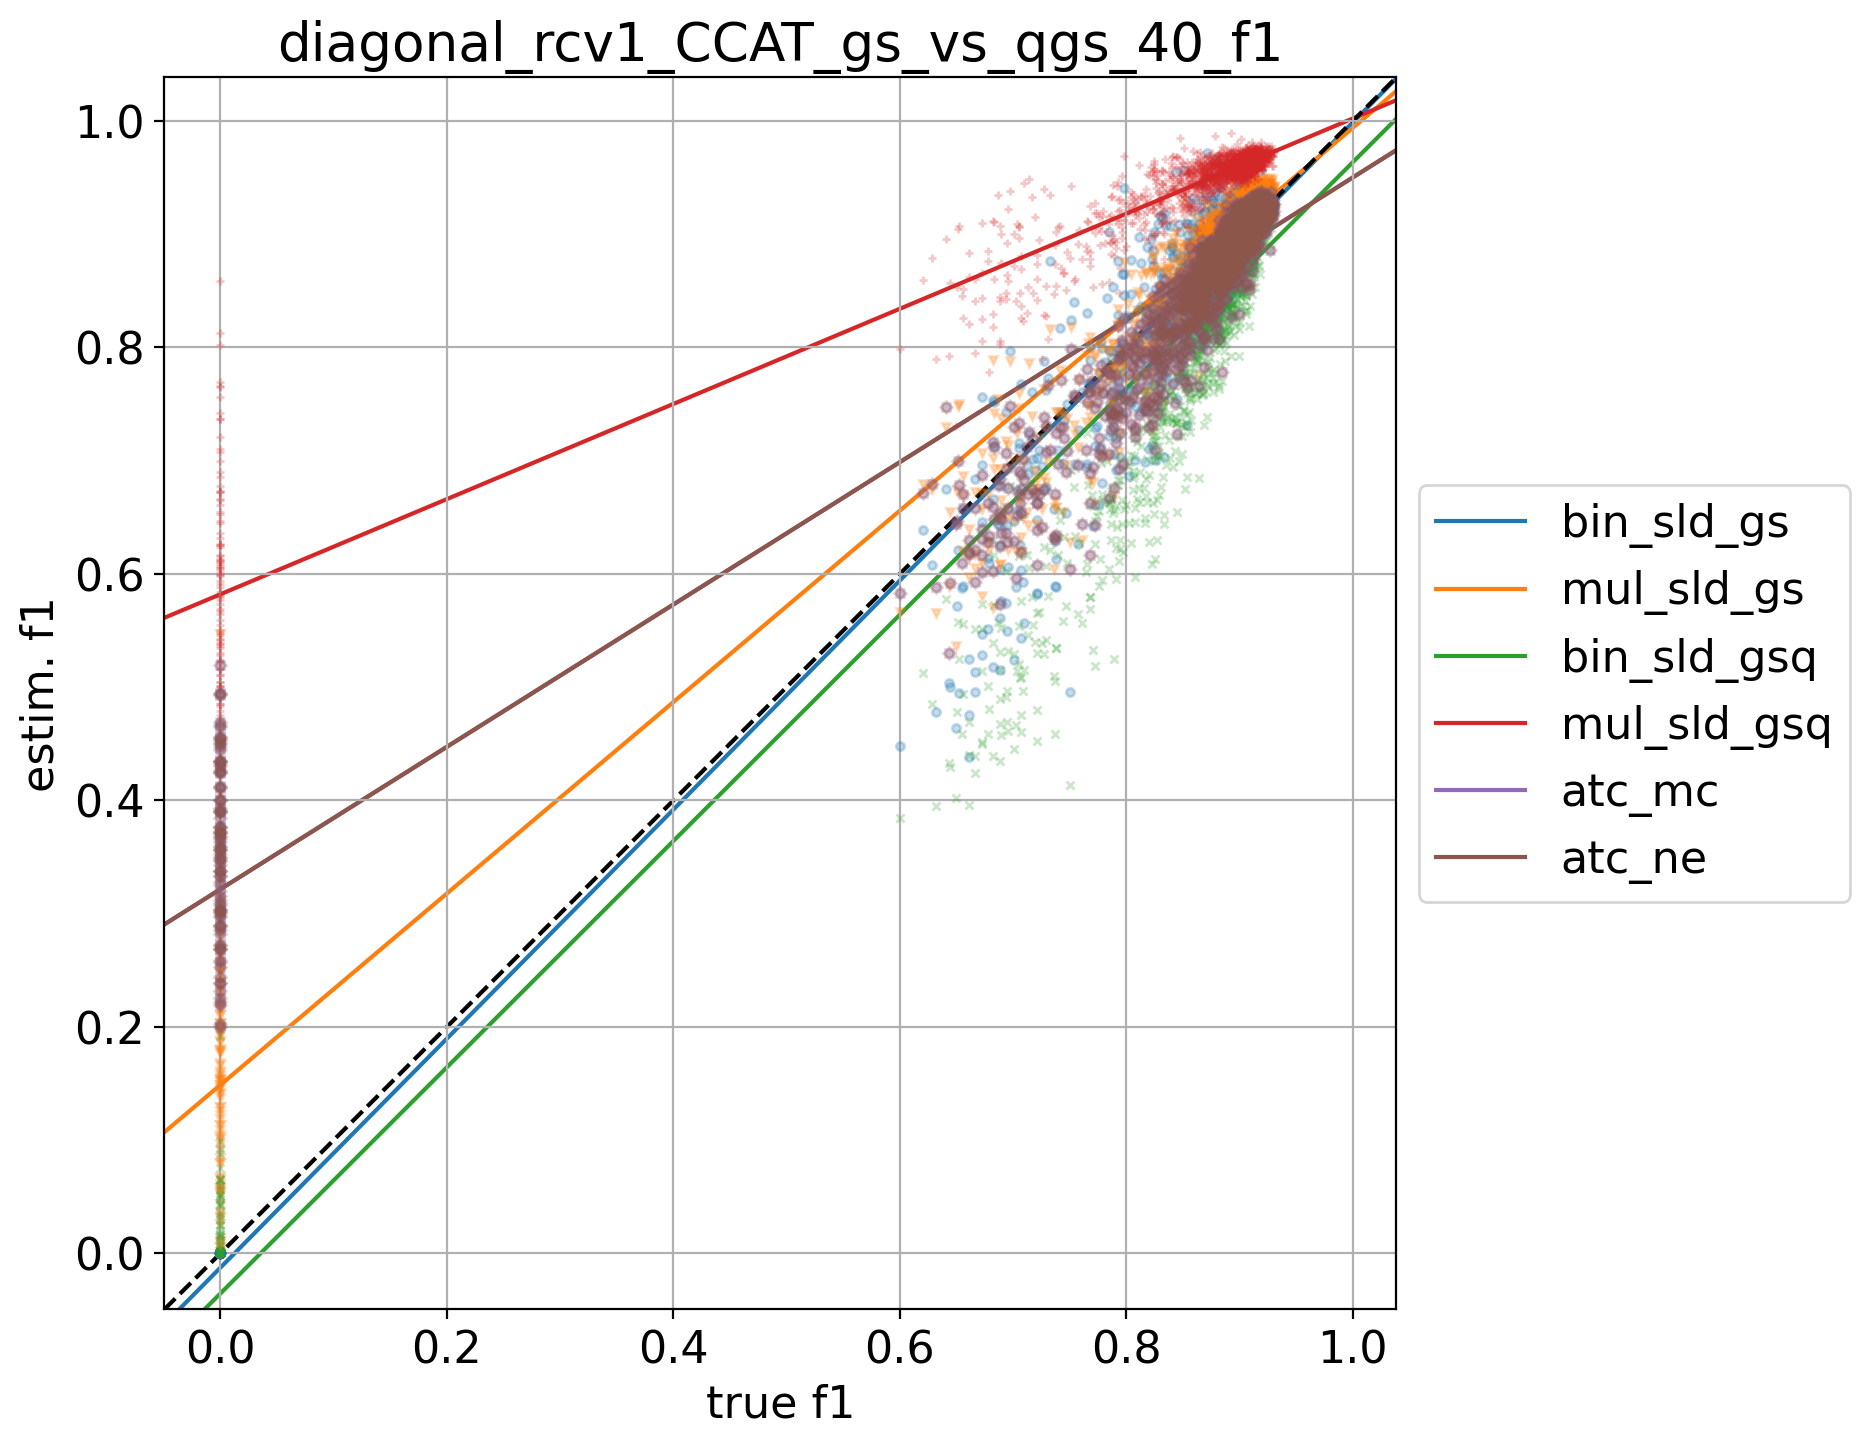 diagonal_rcv1_CCAT_gs_vs_qgs_40_f1
1.0
0.8
0.6
0.4
0.2
0.0
estim. f1
0.0 0.2 0.4 0.6 0.8 1.0
true f1
bin_sld_gs
mul_sld_gs
bin_sld_gsq
mul_sld_gsq
atc_mc
atc_ne